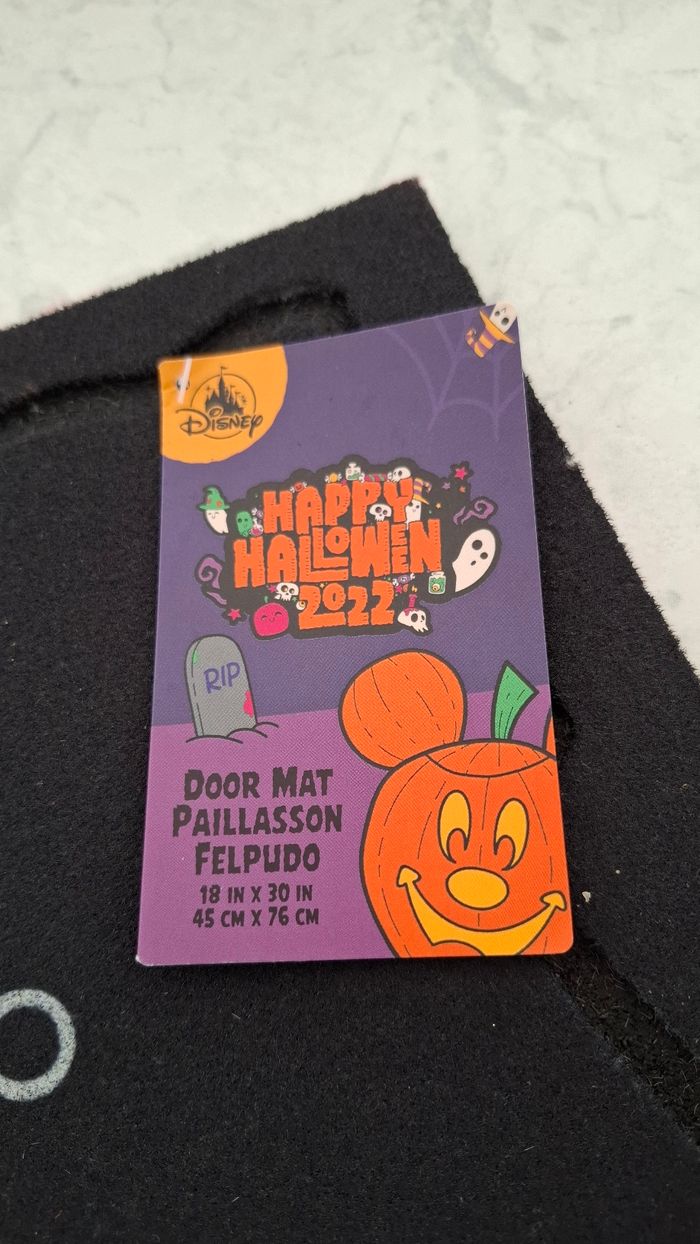 Disney
HAPPY
HALLOWEEN
2022
RIP
DOOR MAT
PAILLASSON
FELPUDO
18 IN X 30 IN
45 CM X 76 CM